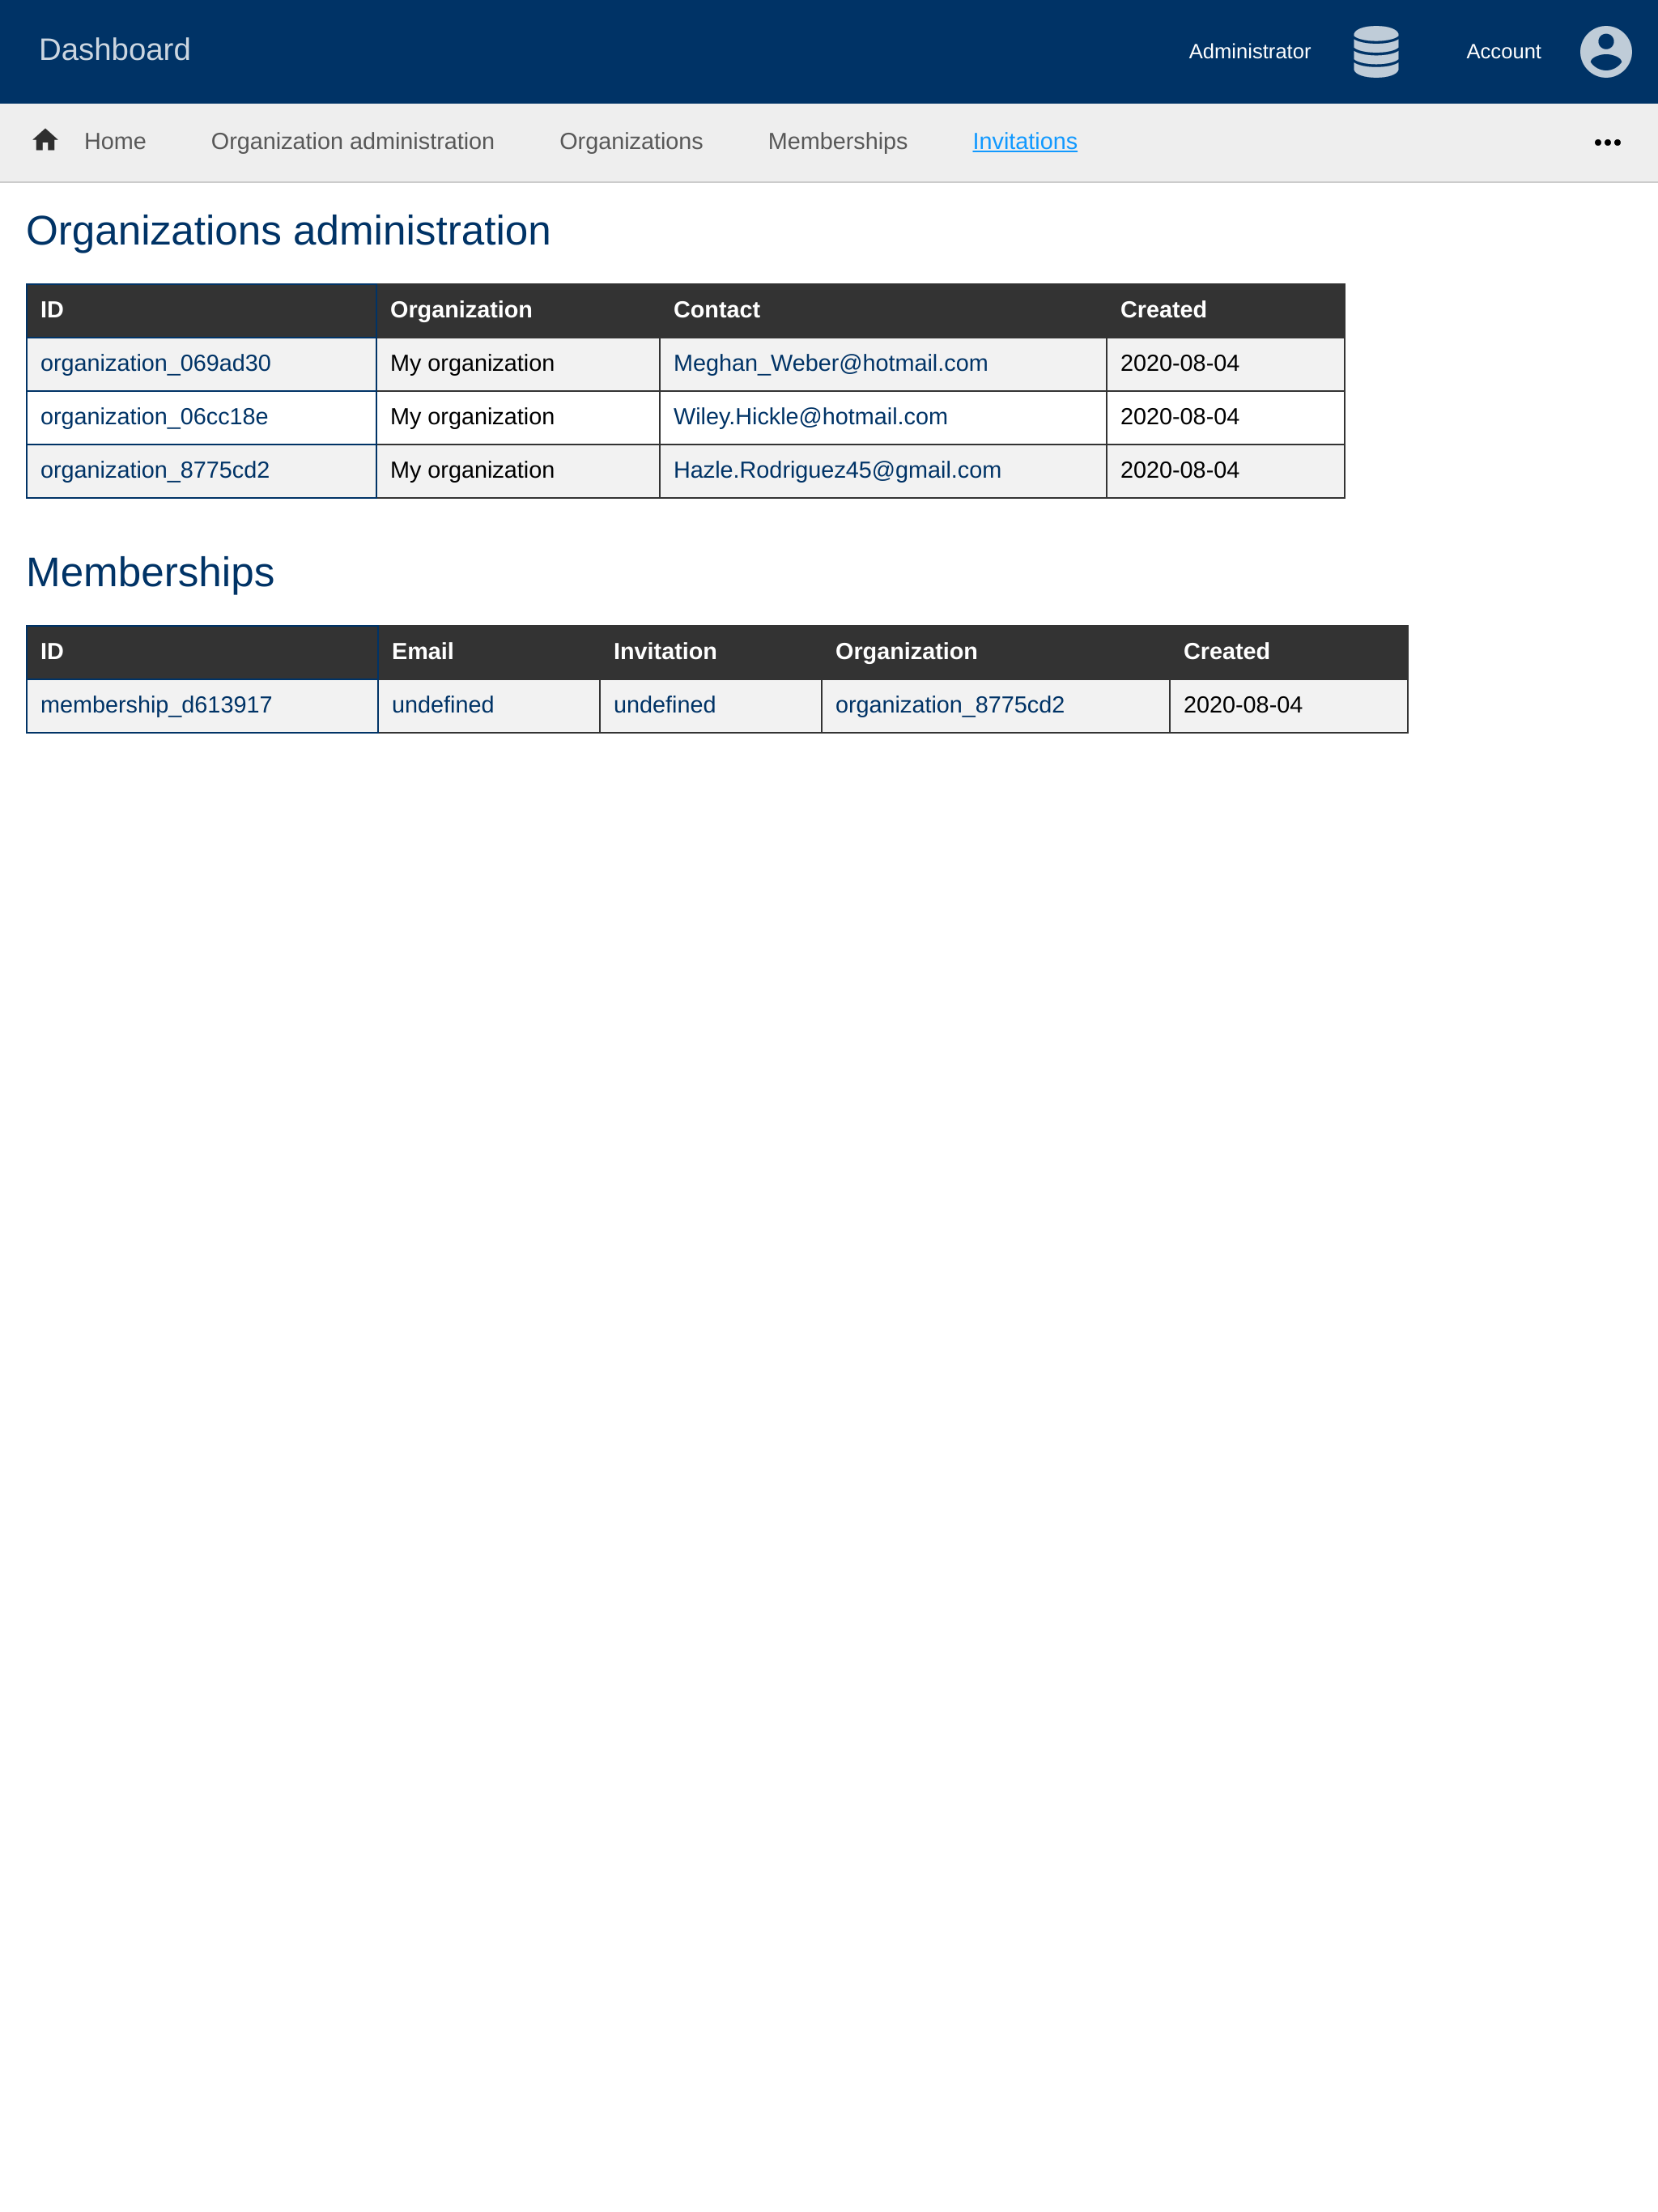 Dashboard Administrator Account
Home Organization administration Organizations Memberships Invitations
Organizations administration
ID Organization Contact Created
organization_069ad30 My organization Meghan_Weber@hotmail.com 2020-08-04
organization_06cc18e My organization Wiley.Hickle@hotmail.com 2020-08-04
organization_8775cd2 My organization Hazle.Rodriguez45@gmail.com 2020-08-04
Memberships
ID Email Invitation Organization Created
membership_d613917 undefined undefined organization_8775cd2 2020-08-04